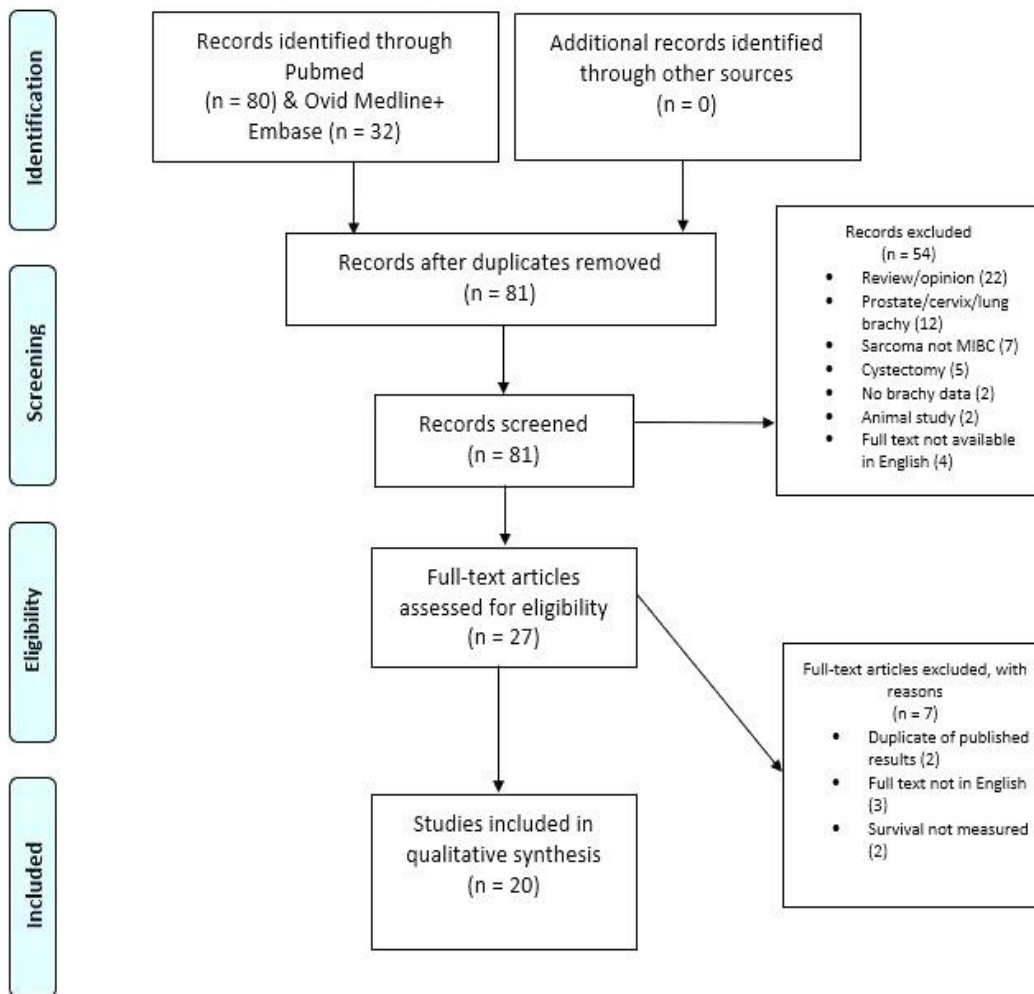 Identification
Records identified through
Pubmed
(n = 80) & Ovid Medline+
Embase (n = 32)
Additional records identified
through other sources
(n = 0)
Records after duplicates removed
(n = 81)
Screening
Records screened
(n = 81)
Records excluded
(n = 54)
• Review/opinion (22)
• Prostate/cervix/lung
brachy (12)
• Sarcoma not MIBC (7)
• Cystectomy (5)
• No brachy data (2)
• Animal study (2)
• Full text not available
in English (4)
Eligibility
Full-text articles
assessed for eligibility
(n = 27)
Full-text articles excluded, with
reasons
(n = 7)
• Duplicate of published
results (2)
• Full text not in English
(3)
• Survival not measured
(2)
Included
Studies included in
qualitative synthesis
(n = 20)